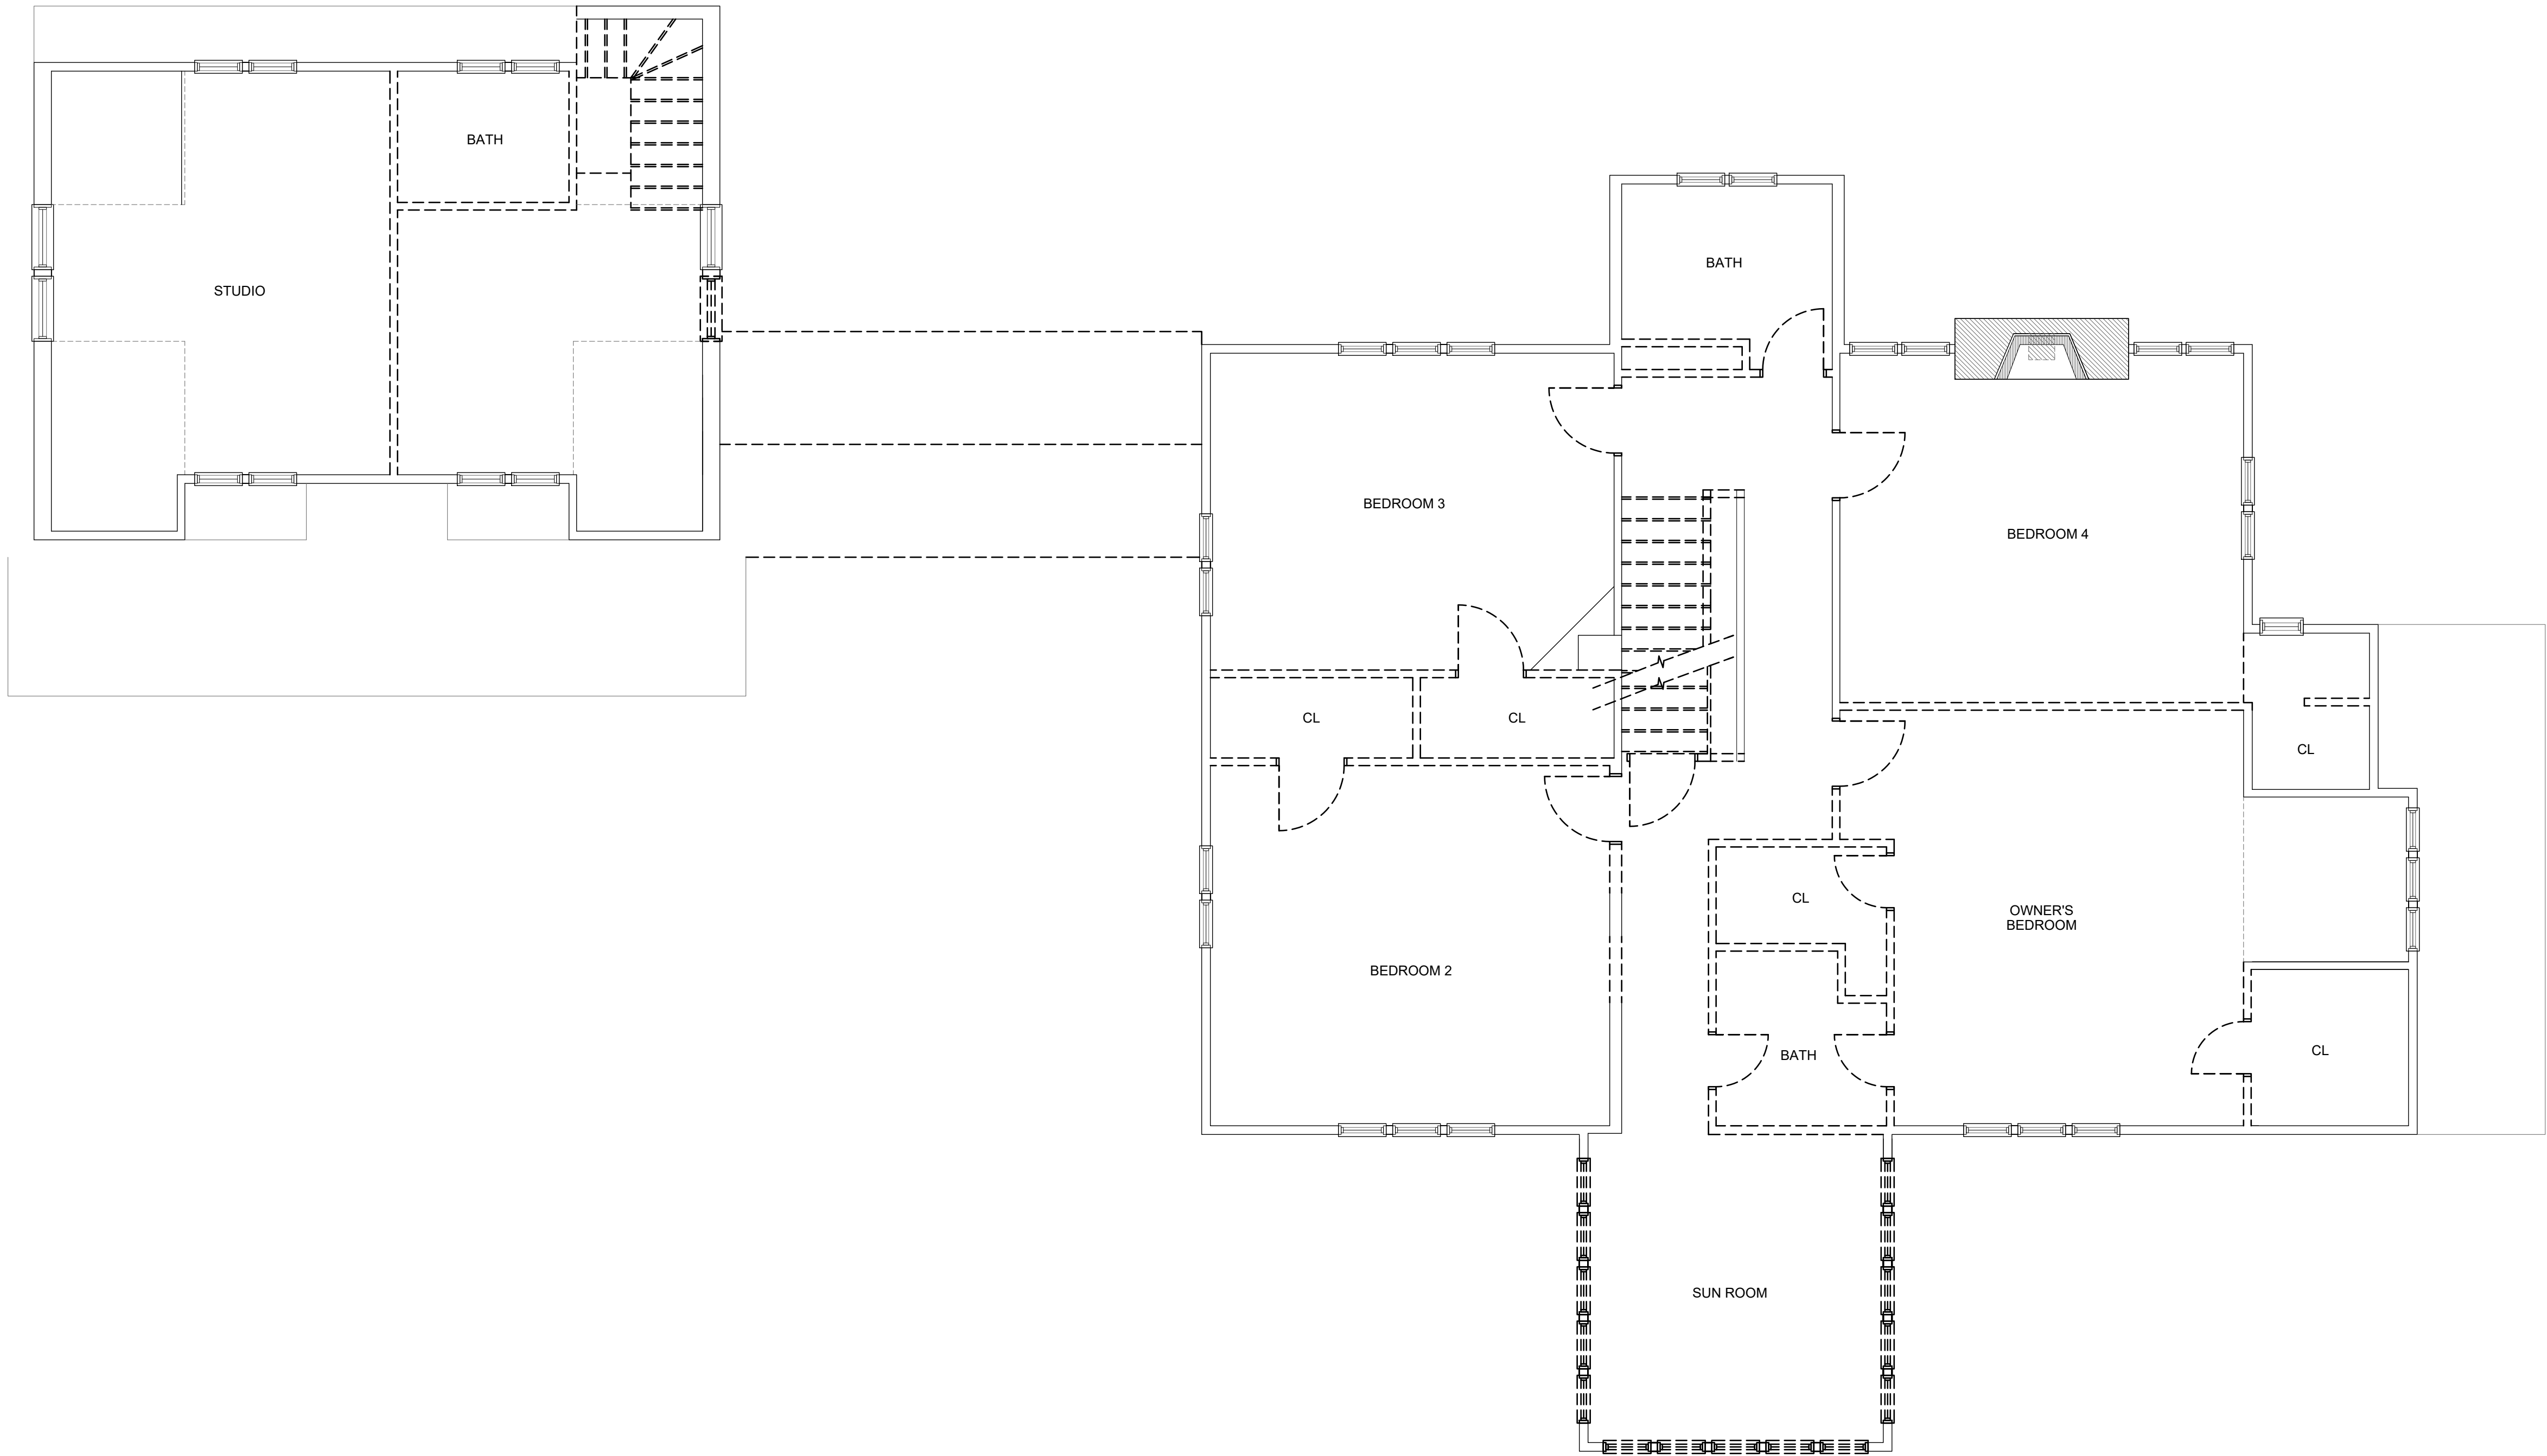 BATH
STUDIO
BATH
BEDROOM 3
BEDROOM 4
CL
CL
CL
CL
OWNER'S
BEDROOM
BEDROOM 2
BATH
CL
SUN ROOM